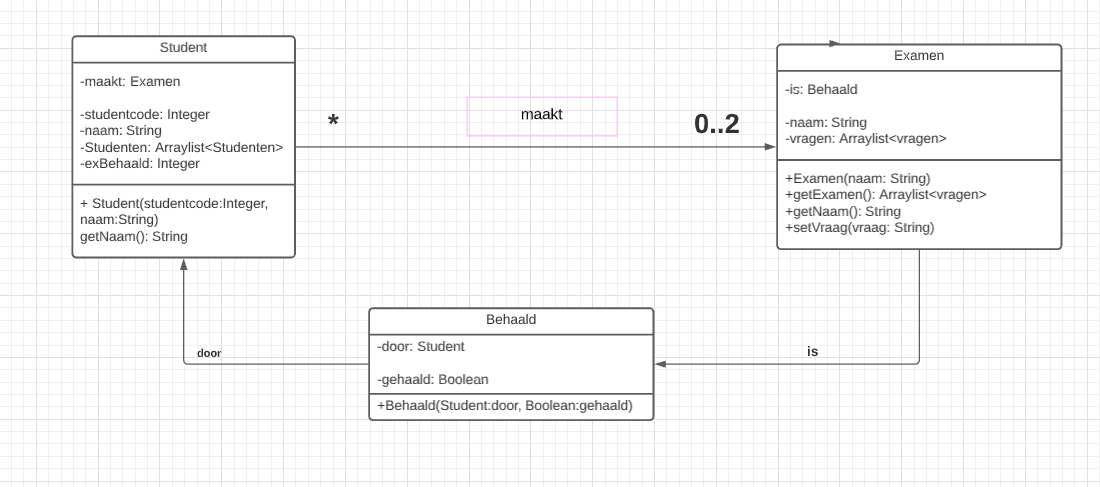 Student
-maakt: Examen
-studentcode: Integer
-naam: String
-Studenten: Arraylist<Studenten>
-exBehaald: Integer
+ Student(studentcode:Integer,
naam:String)
getNaam(): String
*
maakt
0..2
Examen
-is: Behaald
-naam: String
-vragen: Arraylist<vragen>
+Examen(naam: String)
+getExamen(): Arraylist<vragen>
+getNaam(): String
+setVraag(vraag: String)
Behaald
-door: Student
-gehaald: Boolean
+Behaald(Student:door, Boolean:gehaald)
door
is